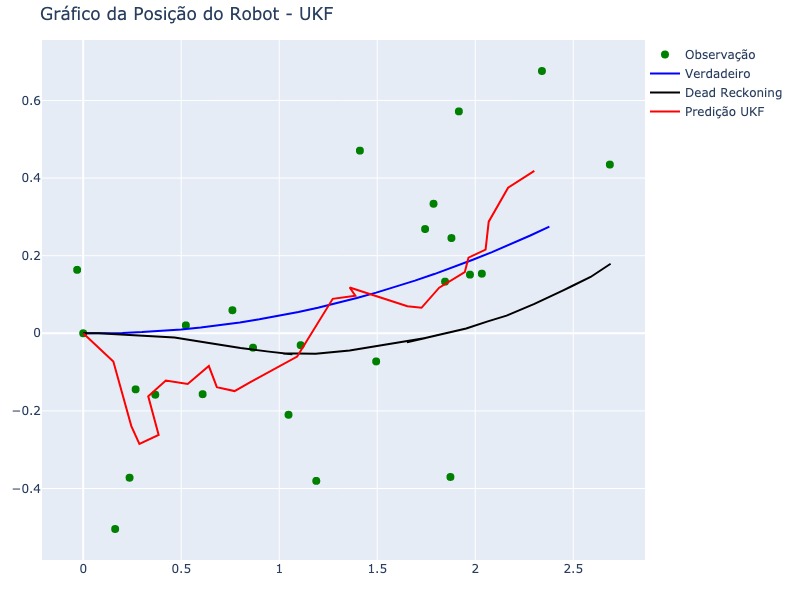 Gráfico da Posição do Robot - UKF
Observação
Verdadeiro
Dead Reckoning
Predição UKF
0.6
0.4
0.2
0
−0.2
−0.4
0 0.5 1 1.5 2 2.5